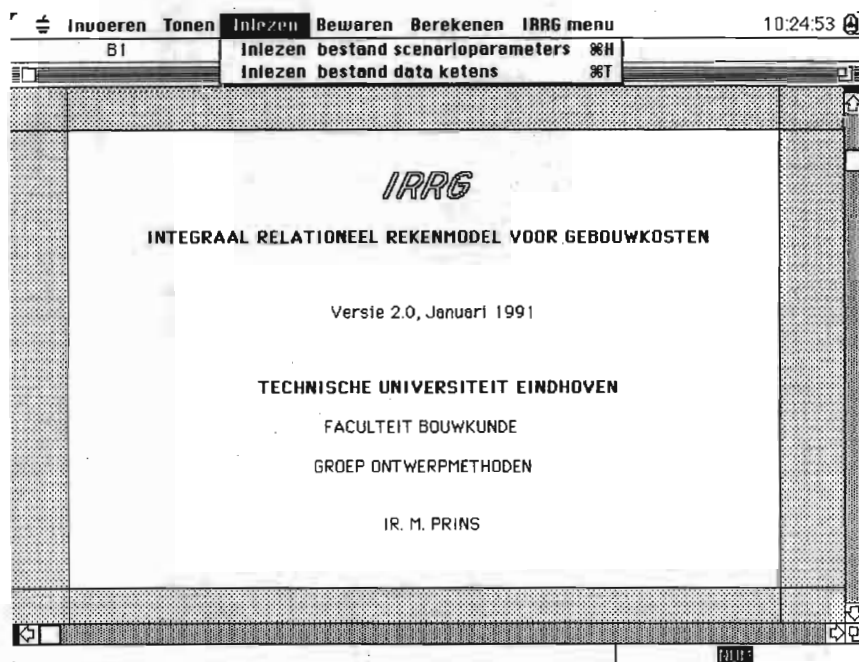 Invoeren Tonen Inlezen Bewaren Berekenen IRRG menu 10:24:53
B1
Inlezen bestand scenarioparameters ⌘H
Inlezen bestand data ketens ⌘T
IRRG
INTEGRAAL RELATIONEEL REKENMODEL VOOR GEBOUWKOSTEN
Versie 2.0, Januari 1991
TECHNISCHE UNIVERSITEIT EINDHOVEN
FACULTEIT BOUWKUNDE
GROEP ONTWERPMETHODEN
IR. M. PRINS